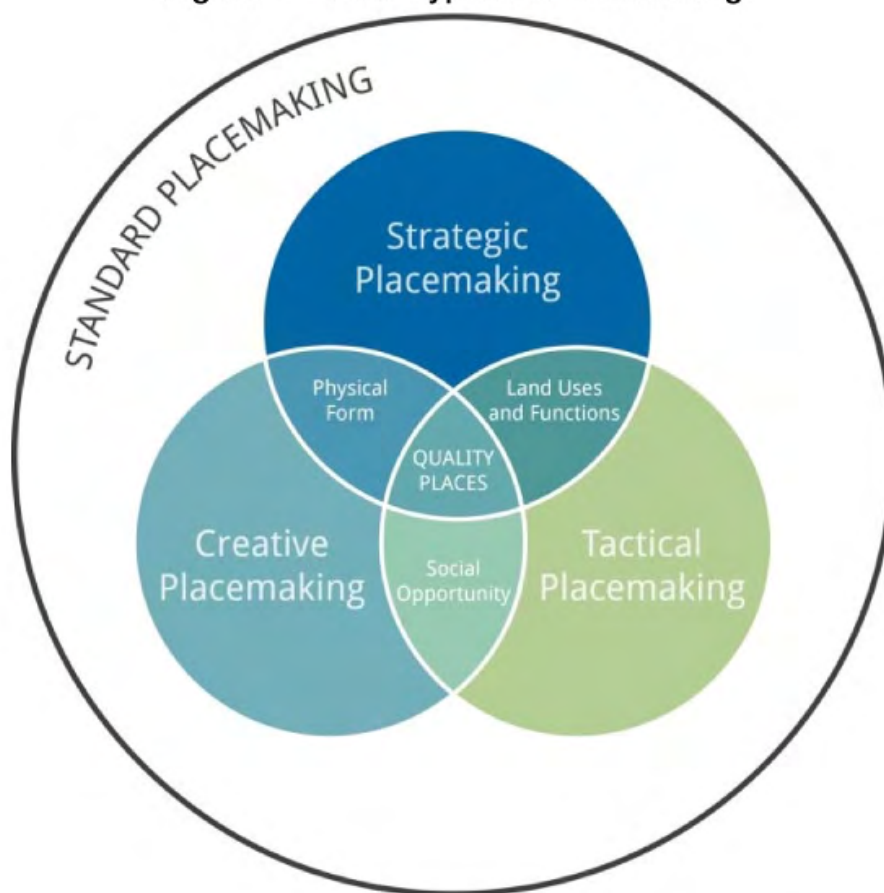 STANDARD PLACEMAKING
Strategic
Placemaking
Physical
Form
Land Uses
and Functions
QUALITY
PLACES
Creative
Placemaking
Social
Opportunity
Tactical
Placemaking